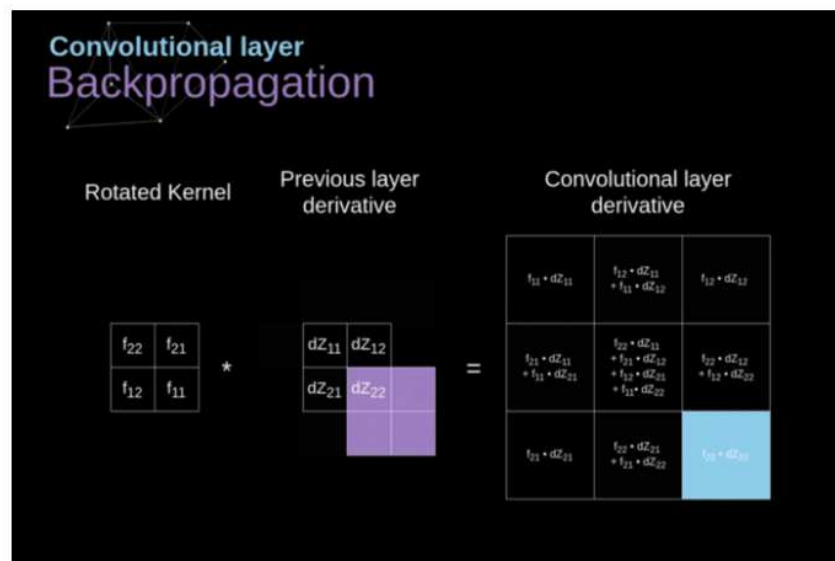 Convolutional layer
Backpropagation
Rotated Kernel
Previous layer
derivative
Convolutional layer
derivative
f₂₂ f₂₁
f₁₂ f₁₁
*
dZ₁₁ dZ₁₂
dZ₂₁ dZ₂₂
=
f₁₁ • dZ₁₁
f₁₂ • dZ₁₁
+ f₁₁ • dZ₁₂
f₁₂ • dZ₁₂
f₂₁ • dZ₁₁
+ f₁₁ • dZ₂₁
f₂₂ • dZ₁₁
+ f₂₁ • dZ₁₂
+ f₁₂ • dZ₂₁
+ f₁₁ • dZ₂₂
f₂₂ • dZ₁₂
+ f₁₂ • dZ₂₂
f₂₁ • dZ₂₁
f₂₂ • dZ₂₁
+ f₂₁ • dZ₂₂
f₂₂ • dZ₂₂